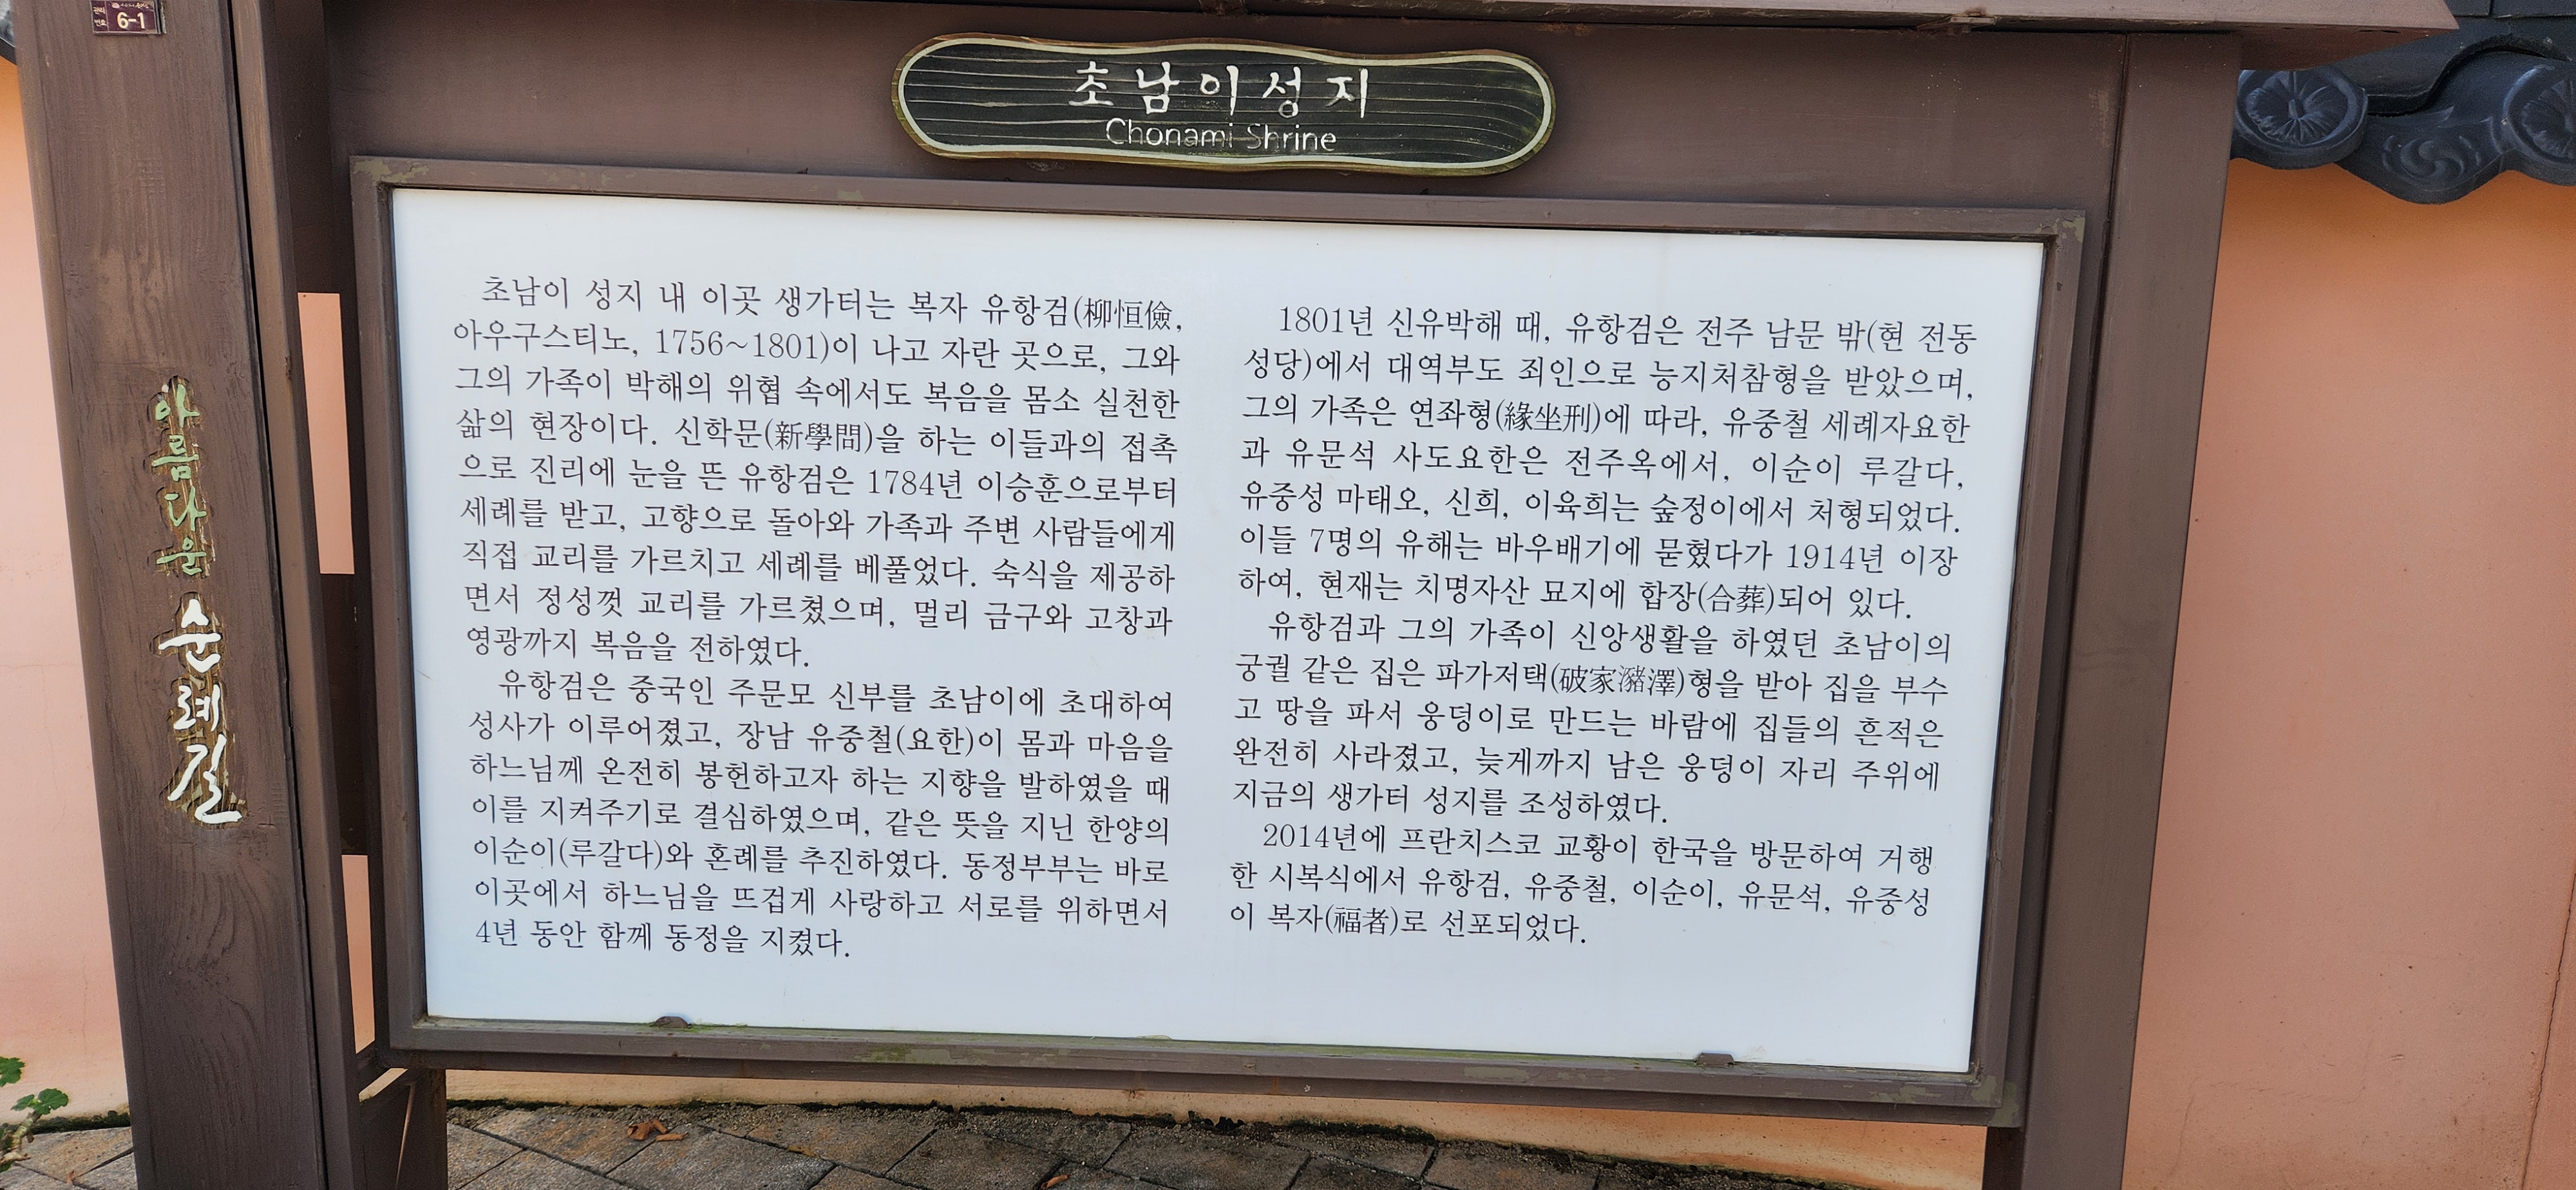 6-1
초남이성지
Chonami Shrine
아름다운 순례길
초남이 성지 내 이곳 생가터는 복자 유항검(柳恒儉,
아우구스티노, 1756~1801)이 나고 자란 곳으로, 그와
그의 가족이 박해의 위협 속에서도 복음을 몸소 실천한
삶의 현장이다. 신학문(新學問)을 하는 이들과의 접촉
으로 진리에 눈을 뜬 유항검은 1784년 이승훈으로부터
세례를 받고, 고향으로 돌아와 가족과 주변 사람들에게
직접 교리를 가르치고 세례를 베풀었다. 숙식을 제공하
면서 정성껏 교리를 가르쳤으며, 멀리 금구와 고창과
영광까지 복음을 전하였다.
유항검은 중국인 주문모 신부를 초남이에 초대하여
성사가 이루어졌고, 장남 유중철(요한)이 몸과 마음을
하느님께 온전히 봉헌하고자 하는 지향을 발하였을 때
이를 지켜주기로 결심하였으며, 같은 뜻을 지닌 한양의
이순이(루갈다)와 혼례를 추진하였다. 동정부부는 바로
이곳에서 하느님을 뜨겁게 사랑하고 서로를 위하면서
4년 동안 함께 동정을 지켰다.
1801년 신유박해 때, 유항검은 전주 남문 밖(현 전동
성당)에서 대역부도 죄인으로 능지처참형을 받았으며,
그의 가족은 연좌형(緣坐刑)에 따라, 유중철 세례자요한
과 유문석 사도요한은 전주옥에서, 이순이 루갈다,
유중성 마태오, 신희, 이육희는 숲정이에서 처형되었다.
이들 7명의 유해는 바우배기에 묻혔다가 1914년 이장
하여, 현재는 치명자산 묘지에 합장(合葬)되어 있다.
유항검과 그의 가족이 신앙생활을 하였던 초남이의
궁궐 같은 집은 파가저택(破家瀦澤)형을 받아 집을 부수
고 땅을 파서 웅덩이로 만드는 바람에 집들의 흔적은
완전히 사라졌고, 늦게까지 남은 웅덩이 자리 주위에
지금의 생가터 성지를 조성하였다.
2014년에 프란치스코 교황이 한국을 방문하여 거행
한 시복식에서 유항검, 유중철, 이순이, 유문석, 유중성
이 복자(福者)로 선포되었다.